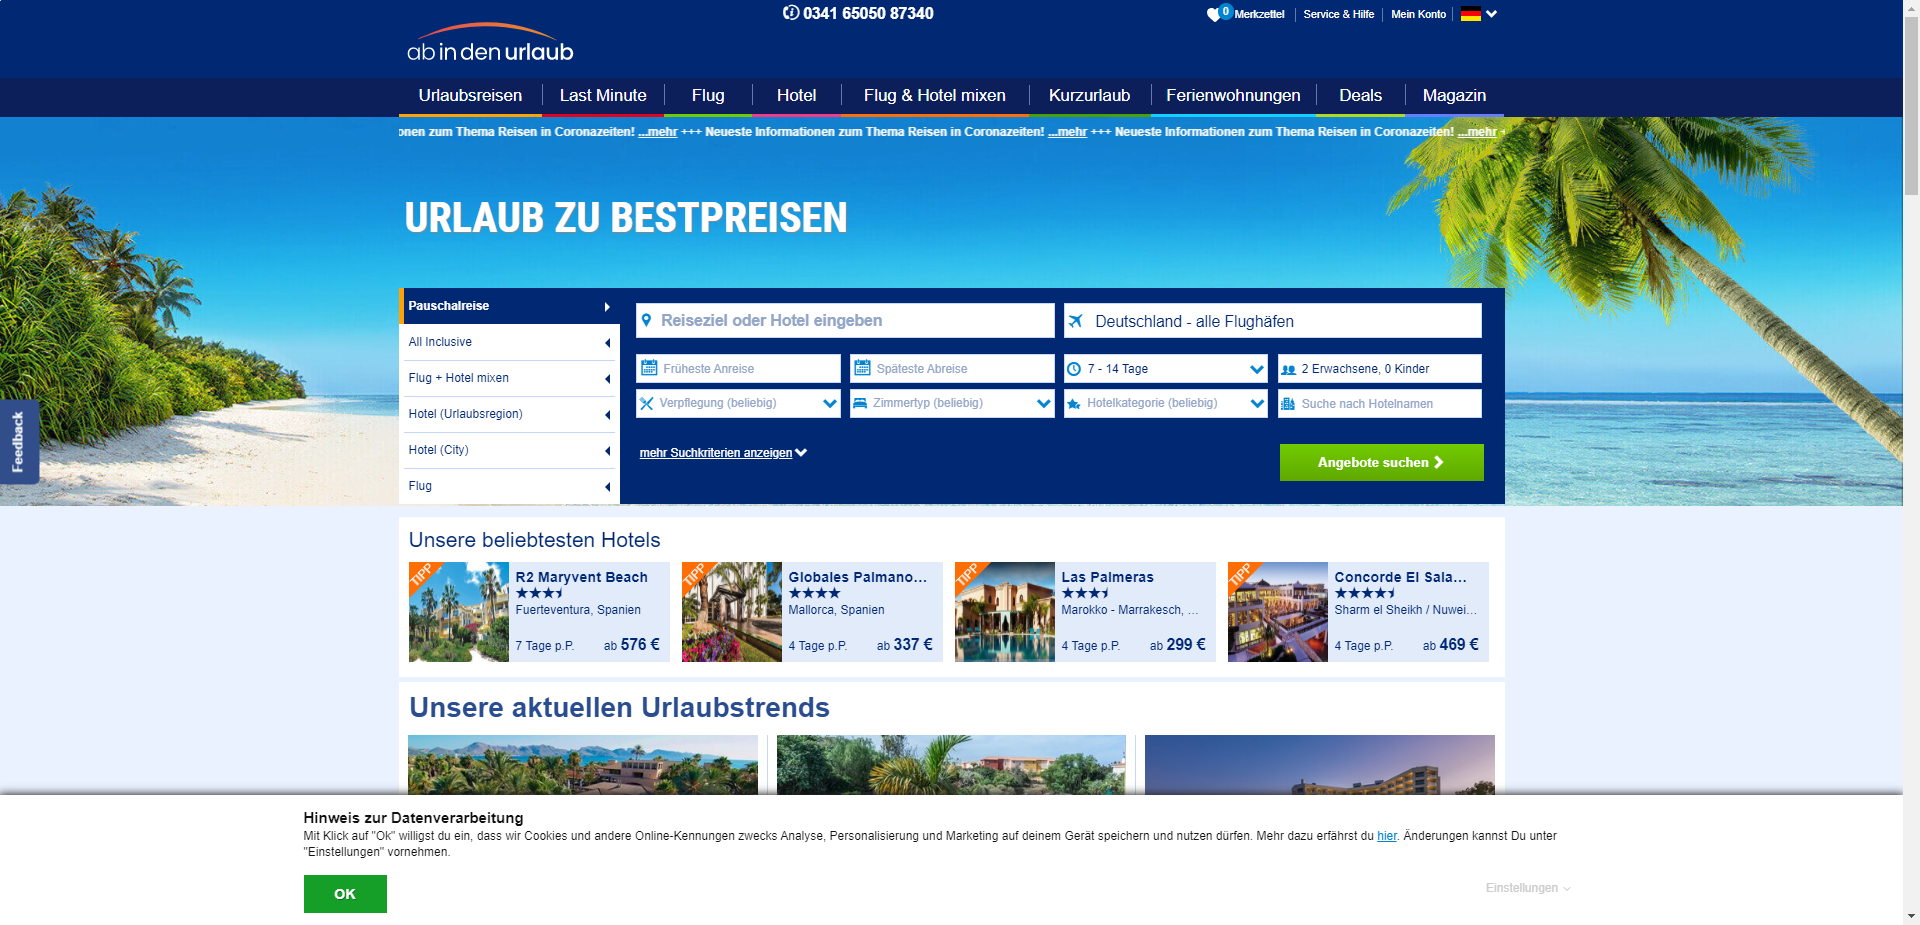 0341 65050 87340
0 Merkzettel
Service & Hilfe
Mein Konto
ab in den urlaub
Urlaubsreisen
Last Minute
Flug
Hotel
Flug & Hotel mixen
Kurzurlaub
Ferienwohnungen
Deals
Magazin
onen zum Thema Reisen in Coronazeiten! ...mehr +++ Neueste Informationen zum Thema Reisen in Coronazeiten! ...mehr +++ Neueste Informationen zum Thema Reisen in Coronazeiten! ...mehr +
URLAUB ZU BESTPREISEN
Pauschalreise
All Inclusive
Flug + Hotel mixen
Hotel (Urlaubsregion)
Hotel (City)
Flug
Reiseziel oder Hotel eingeben
Deutschland - alle Flughäfen
Früheste Anreise
Späteste Abreise
7 - 14 Tage
2 Erwachsene, 0 Kinder
Verpflegung (beliebig)
Zimmertyp (beliebig)
Hotelkategorie (beliebig)
Suche nach Hotelnamen
mehr Suchkriterien anzeigen
Angebote suchen
Feedback
Unsere beliebtesten Hotels
TIPP
R2 Maryvent Beach
Fuerteventura, Spanien
7 Tage p.P.
ab 576 €
TIPP
Globales Palmano...
Mallorca, Spanien
4 Tage p.P.
ab 337 €
TIPP
Las Palmeras
Marokko - Marrakesch, ...
4 Tage p.P.
ab 299 €
TIPP
Concorde El Sala...
Sharm el Sheikh / Nuwei...
4 Tage p.P.
ab 469 €
Unsere aktuellen Urlaubstrends
Hinweis zur Datenverarbeitung
Mit Klick auf "Ok" willigst du ein, dass wir Cookies und andere Online-Kennungen zwecks Analyse, Personalisierung und Marketing auf deinem Gerät speichern und nutzen dürfen. Mehr dazu erfährst du hier. Änderungen kannst Du unter
"Einstellungen" vornehmen.
OK
Einstellungen